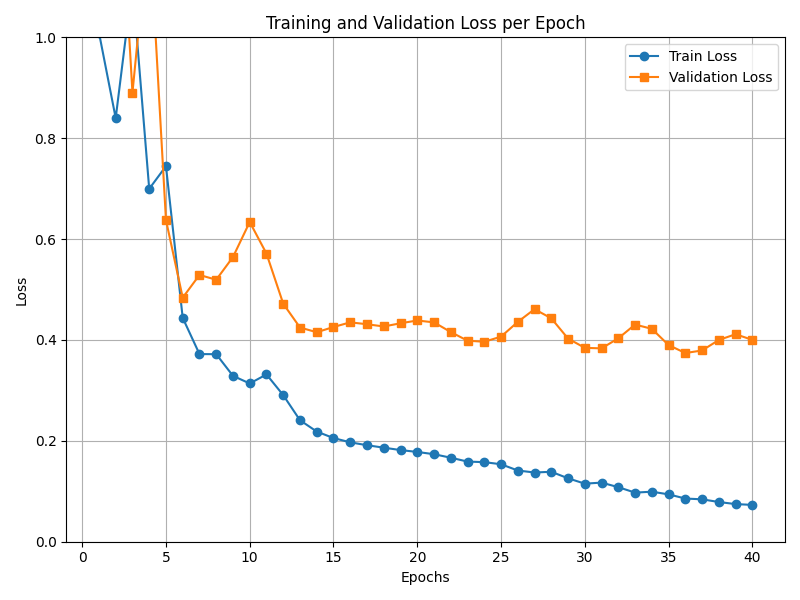 Training and Validation Loss per Epoch
Train Loss
Validation Loss
1.0
0.8
0.6
0.4
0.2
0.0
Loss
0 5 10 15 20 25 30 35 40
Epochs